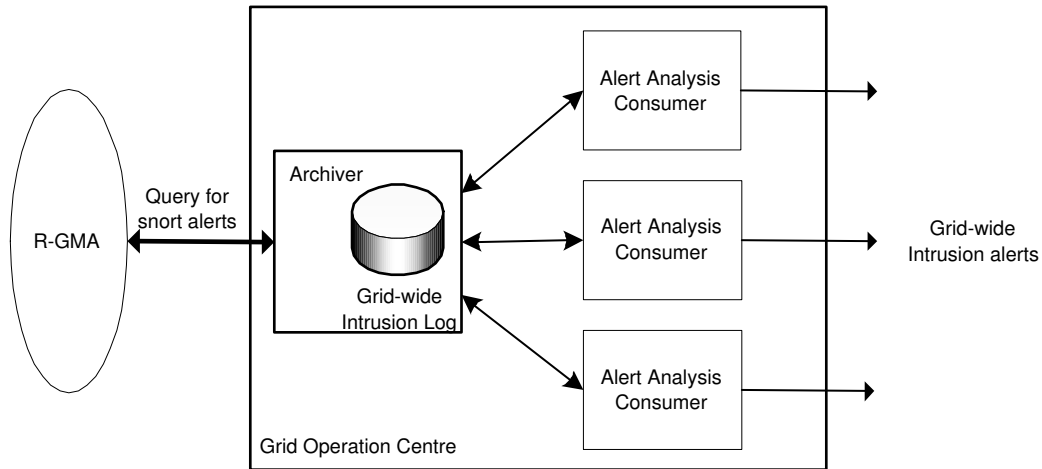 R-GMA
Query for
snort alerts
Archiver
Grid-wide
Intrusion Log
Alert Analysis
Consumer
Alert Analysis
Consumer
Alert Analysis
Consumer
Grid-wide
Intrusion alerts
Grid Operation Centre